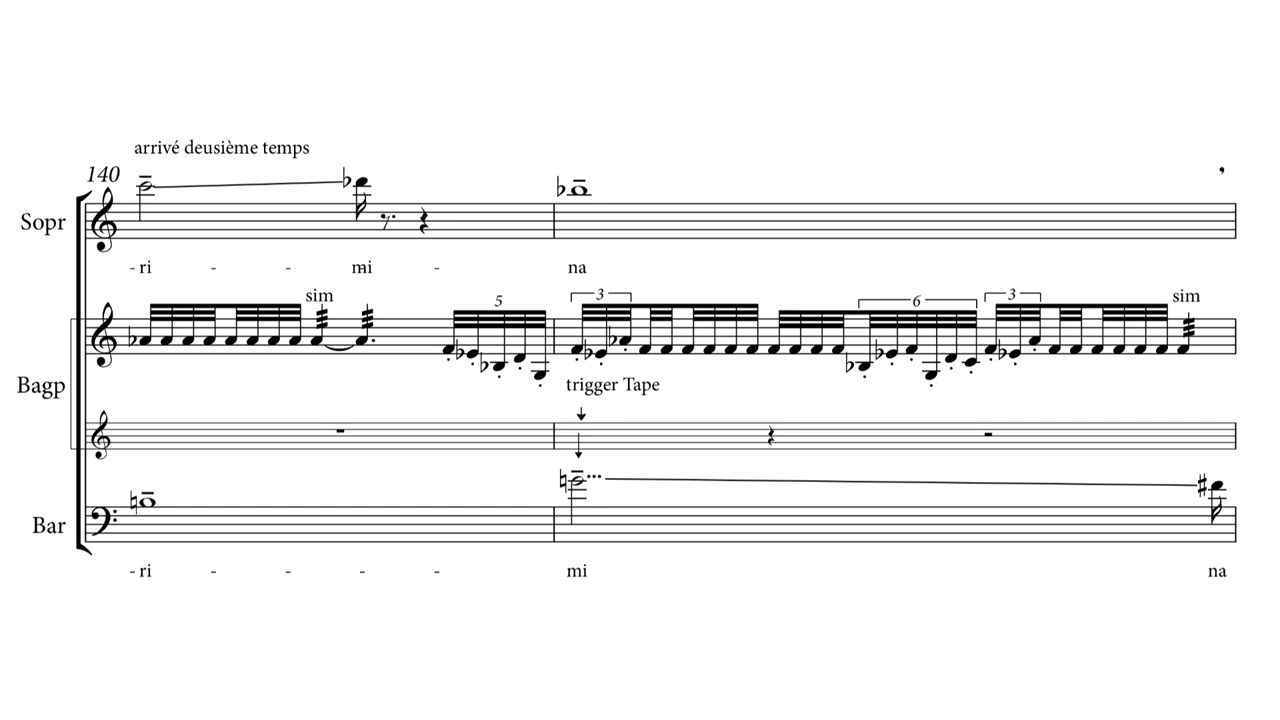 arrivé deusième temps
140
Sopr
- ri - - mi - na
sim
5 3 6 3
sim
Bagp
trigger Tape
Bar
- ri - - - - mi na